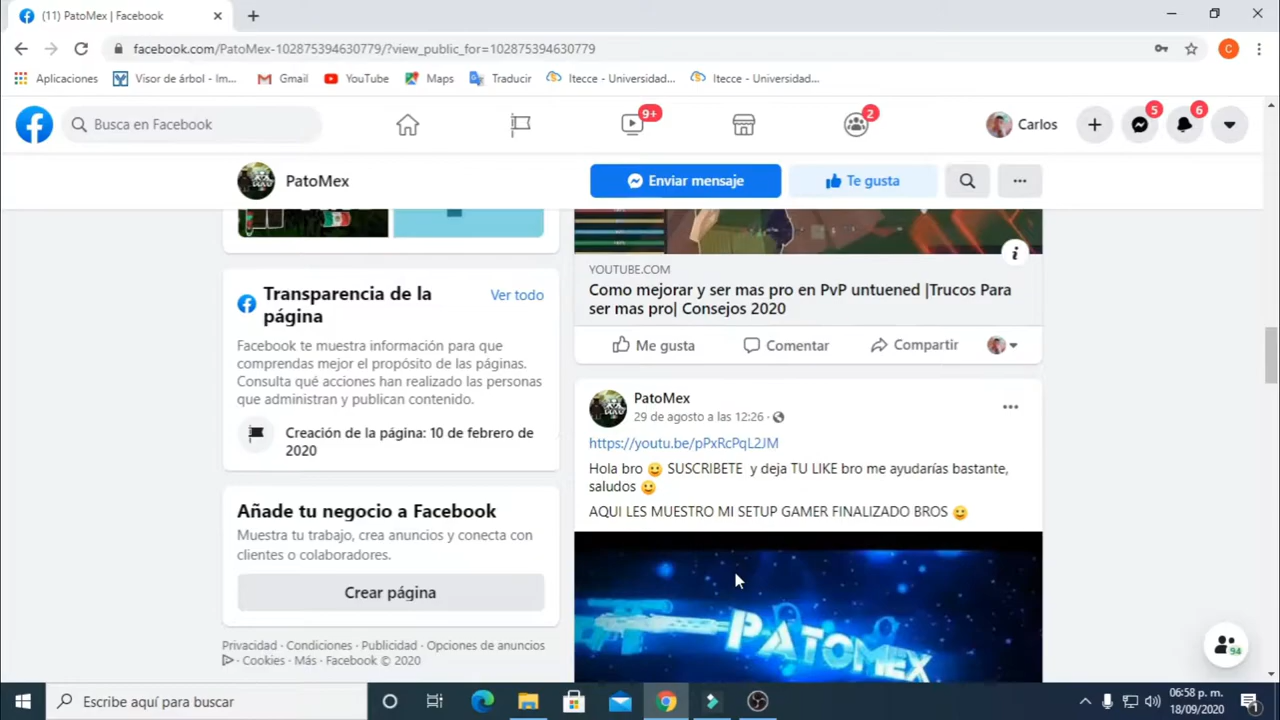 (11) PatoMex | Facebook
facebook.com/PatoMex-102875394630779/?view_public_for=102875394630779
C
Aplicaciones
Visor de árbol - Im...
Gmail
YouTube
Maps
Traducir
Itecce - Universidad...
Itecce - Universidad...
Busca en Facebook
9+
2
Carlos
5
6
PatoMex
Enviar mensaje
Te gusta
Transparencia de la
página
Ver todo
Facebook te muestra información para que
comprendas mejor el propósito de las páginas.
Consulta qué acciones han realizado las personas
que administran y publican contenido.
Creación de la página: 10 de febrero de
2020
Añade tu negocio a Facebook
Muestra tu trabajo, crea anuncios y conecta con
clientes o colaboradores.
Crear página
Privacidad · Condiciones · Publicidad · Opciones de anuncios
· Cookies · Más · Facebook © 2020
YOUTUBE.COM
Como mejorar y ser mas pro en PvP untuened |Trucos Para
ser mas pro| Consejos 2020
Me gusta
Comentar
Compartir
PatoMex
29 de agosto a las 12:26 ·
https://youtu.be/pPxRcPqL2JM
Hola bro 😉 SUSCRIBETE y deja TU LIKE bro me ayudarías bastante,
saludos 😉
AQUI LES MUESTRO MI SETUP GAMER FINALIZADO BROS 😉
PATOMEX
94
Escribe aquí para buscar
06:58 p. m.
18/09/2020
1